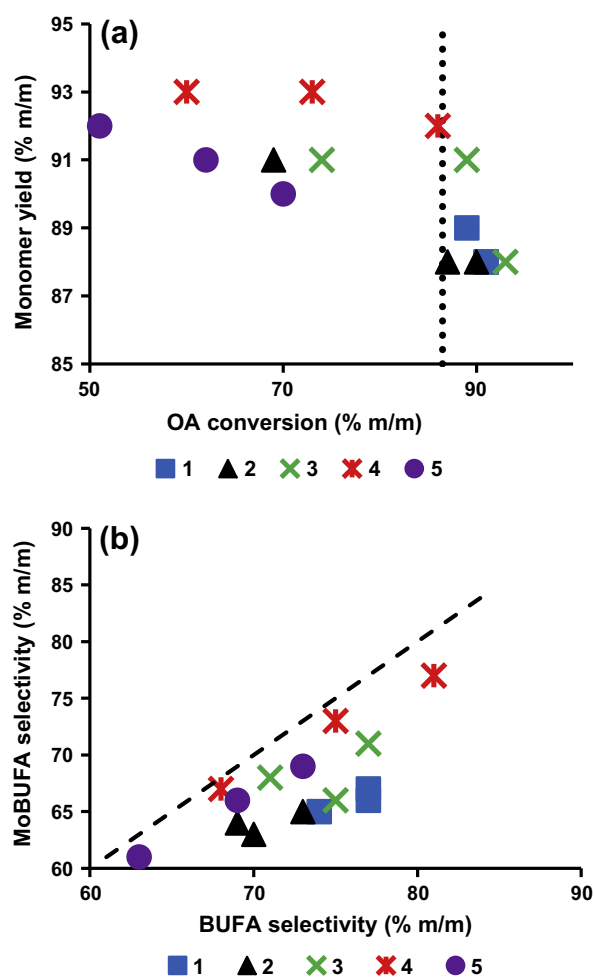 (a)
95
93
91
89
87
85
Monomer yield (% m/m)
50 70 90
OA conversion (% m/m)
1 2 3 4 5
(b)
90
85
80
75
70
65
60
MoBUFA selectivity (% m/m)
60 70 80 90
BUFA selectivity (% m/m)
1 2 3 4 5